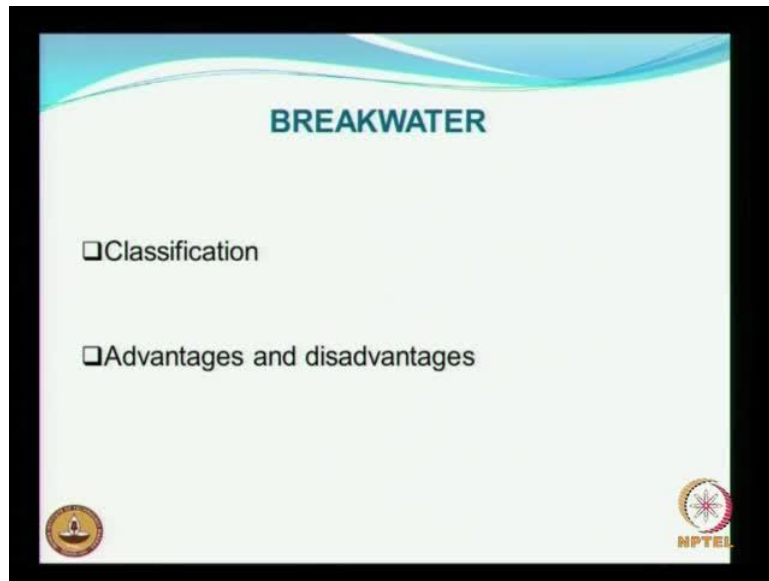 BREAKWATER
❑Classification
❑Advantages and disadvantages
NPTEL